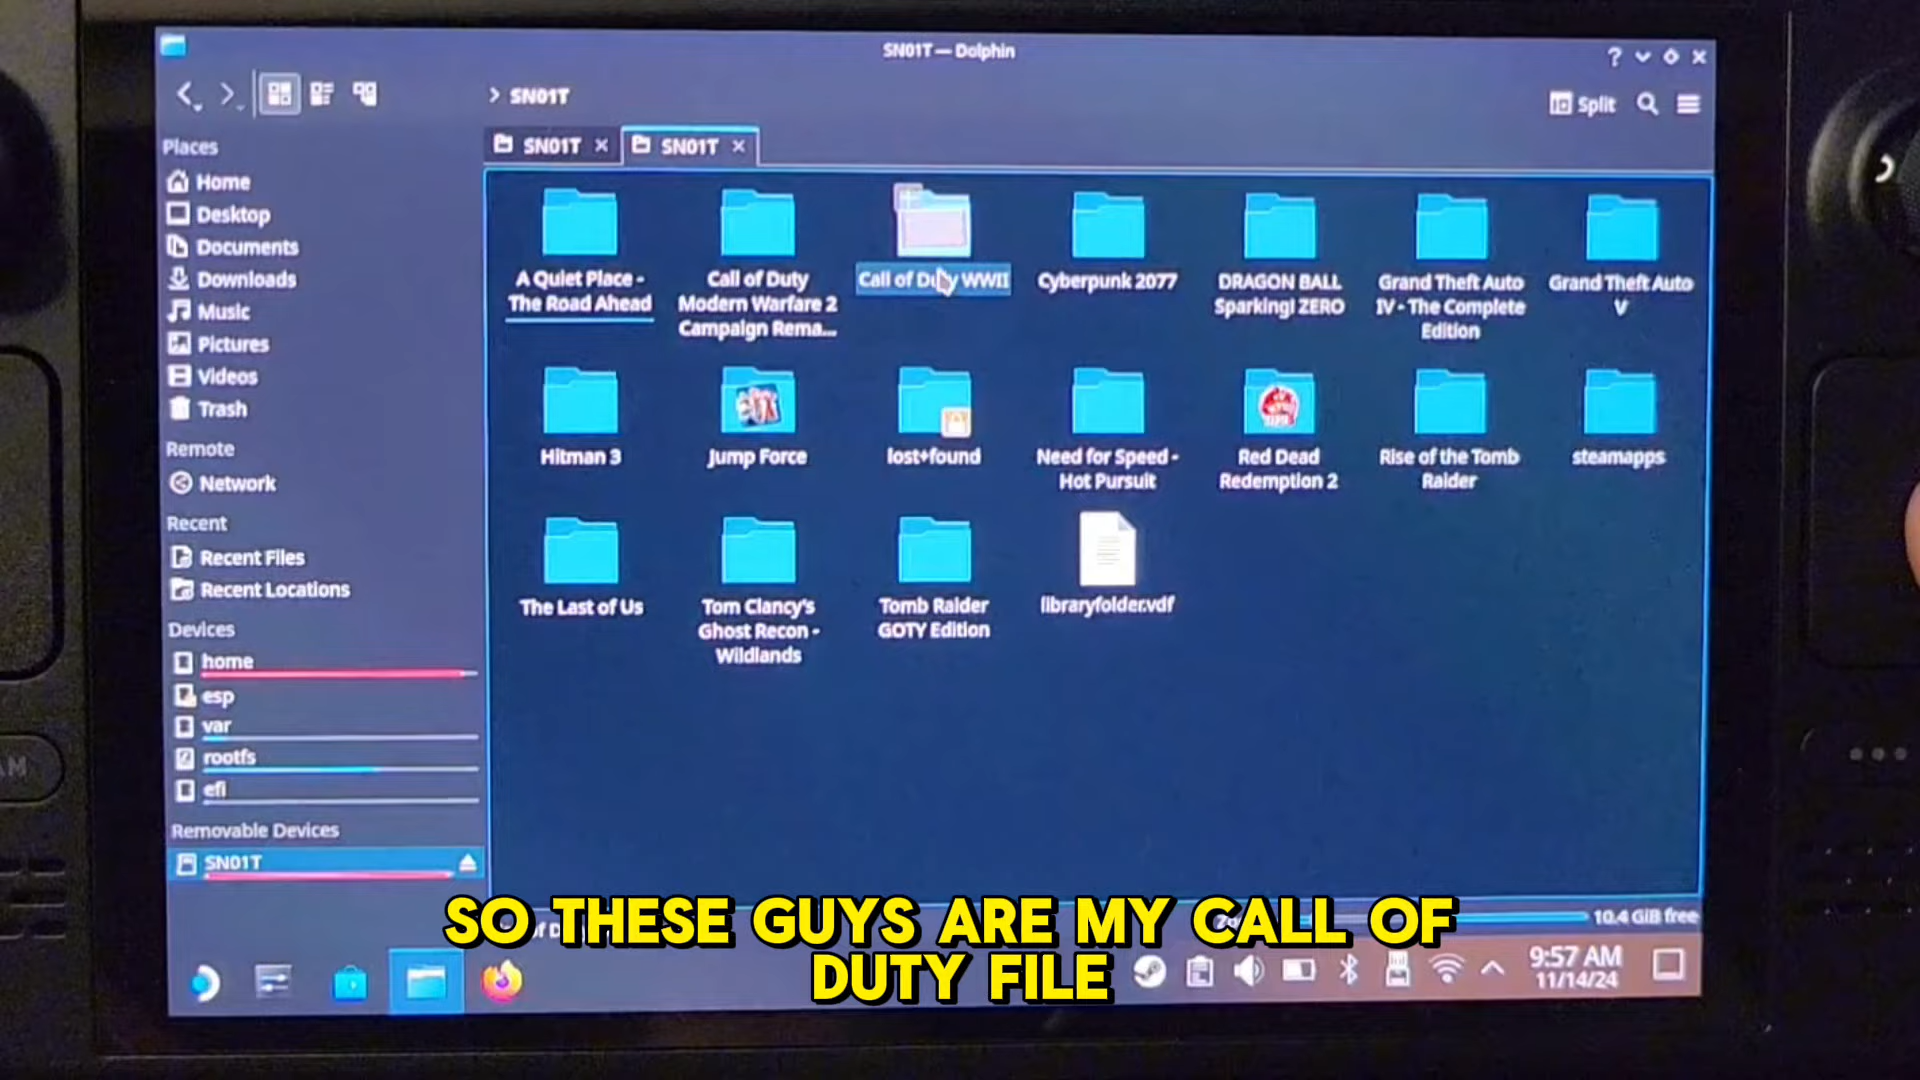 SN01T — Dolphin
> SN01T
Split
SN01T
SN01T
Places
Home
Desktop
Documents
Downloads
Music
Pictures
Videos
Trash
Remote
Network
Recent
Recent Files
Recent Locations
Devices
home
esp
var
rootfs
efi
Removable Devices
SN01T
A Quiet Place -
The Road Ahead
Call of Duty
Modern Warfare 2
Campaign Rema...
Call of Duty WWII
Cyberpunk 2077
DRAGON BALL
Sparking! ZERO
Grand Theft Auto
IV - The Complete
Edition
Grand Theft Auto
V
Hitman 3
Jump Force
lost+found
Need for Speed -
Hot Pursuit
Red Dead
Redemption 2
Rise of the Tomb
Raider
steamapps
The Last of Us
Tom Clancy's
Ghost Recon -
Wildlands
Tomb Raider
GOTY Edition
libraryfolder.vdf
10.4 GiB free
SO THESE GUYS ARE MY CALL OF
DUTY FILE
9:57 AM
11/14/24
AM